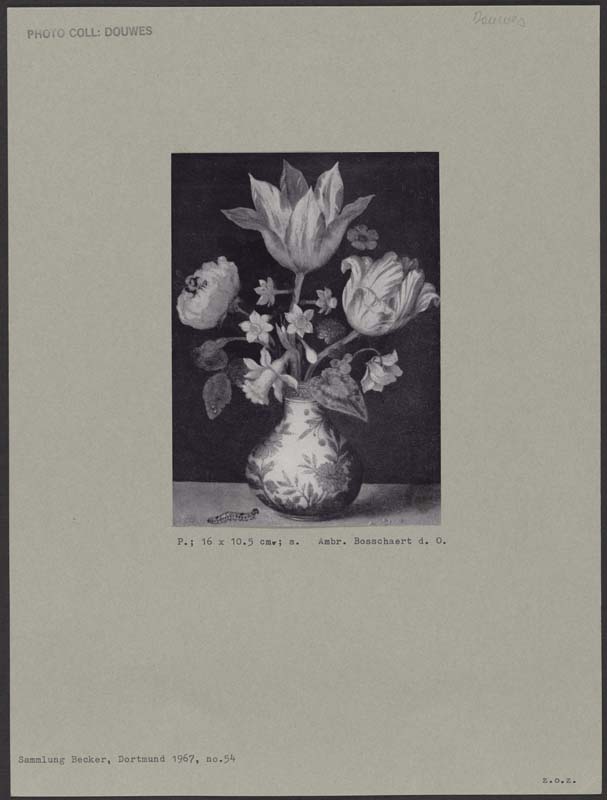 PHOTO COLL: DOUWES
Douwes
P.; 16 x 10.5 cm.; s. Ambr. Bosschaert d. O.
Sammlung Becker, Dortmund 1967, no.54
z.o.z.